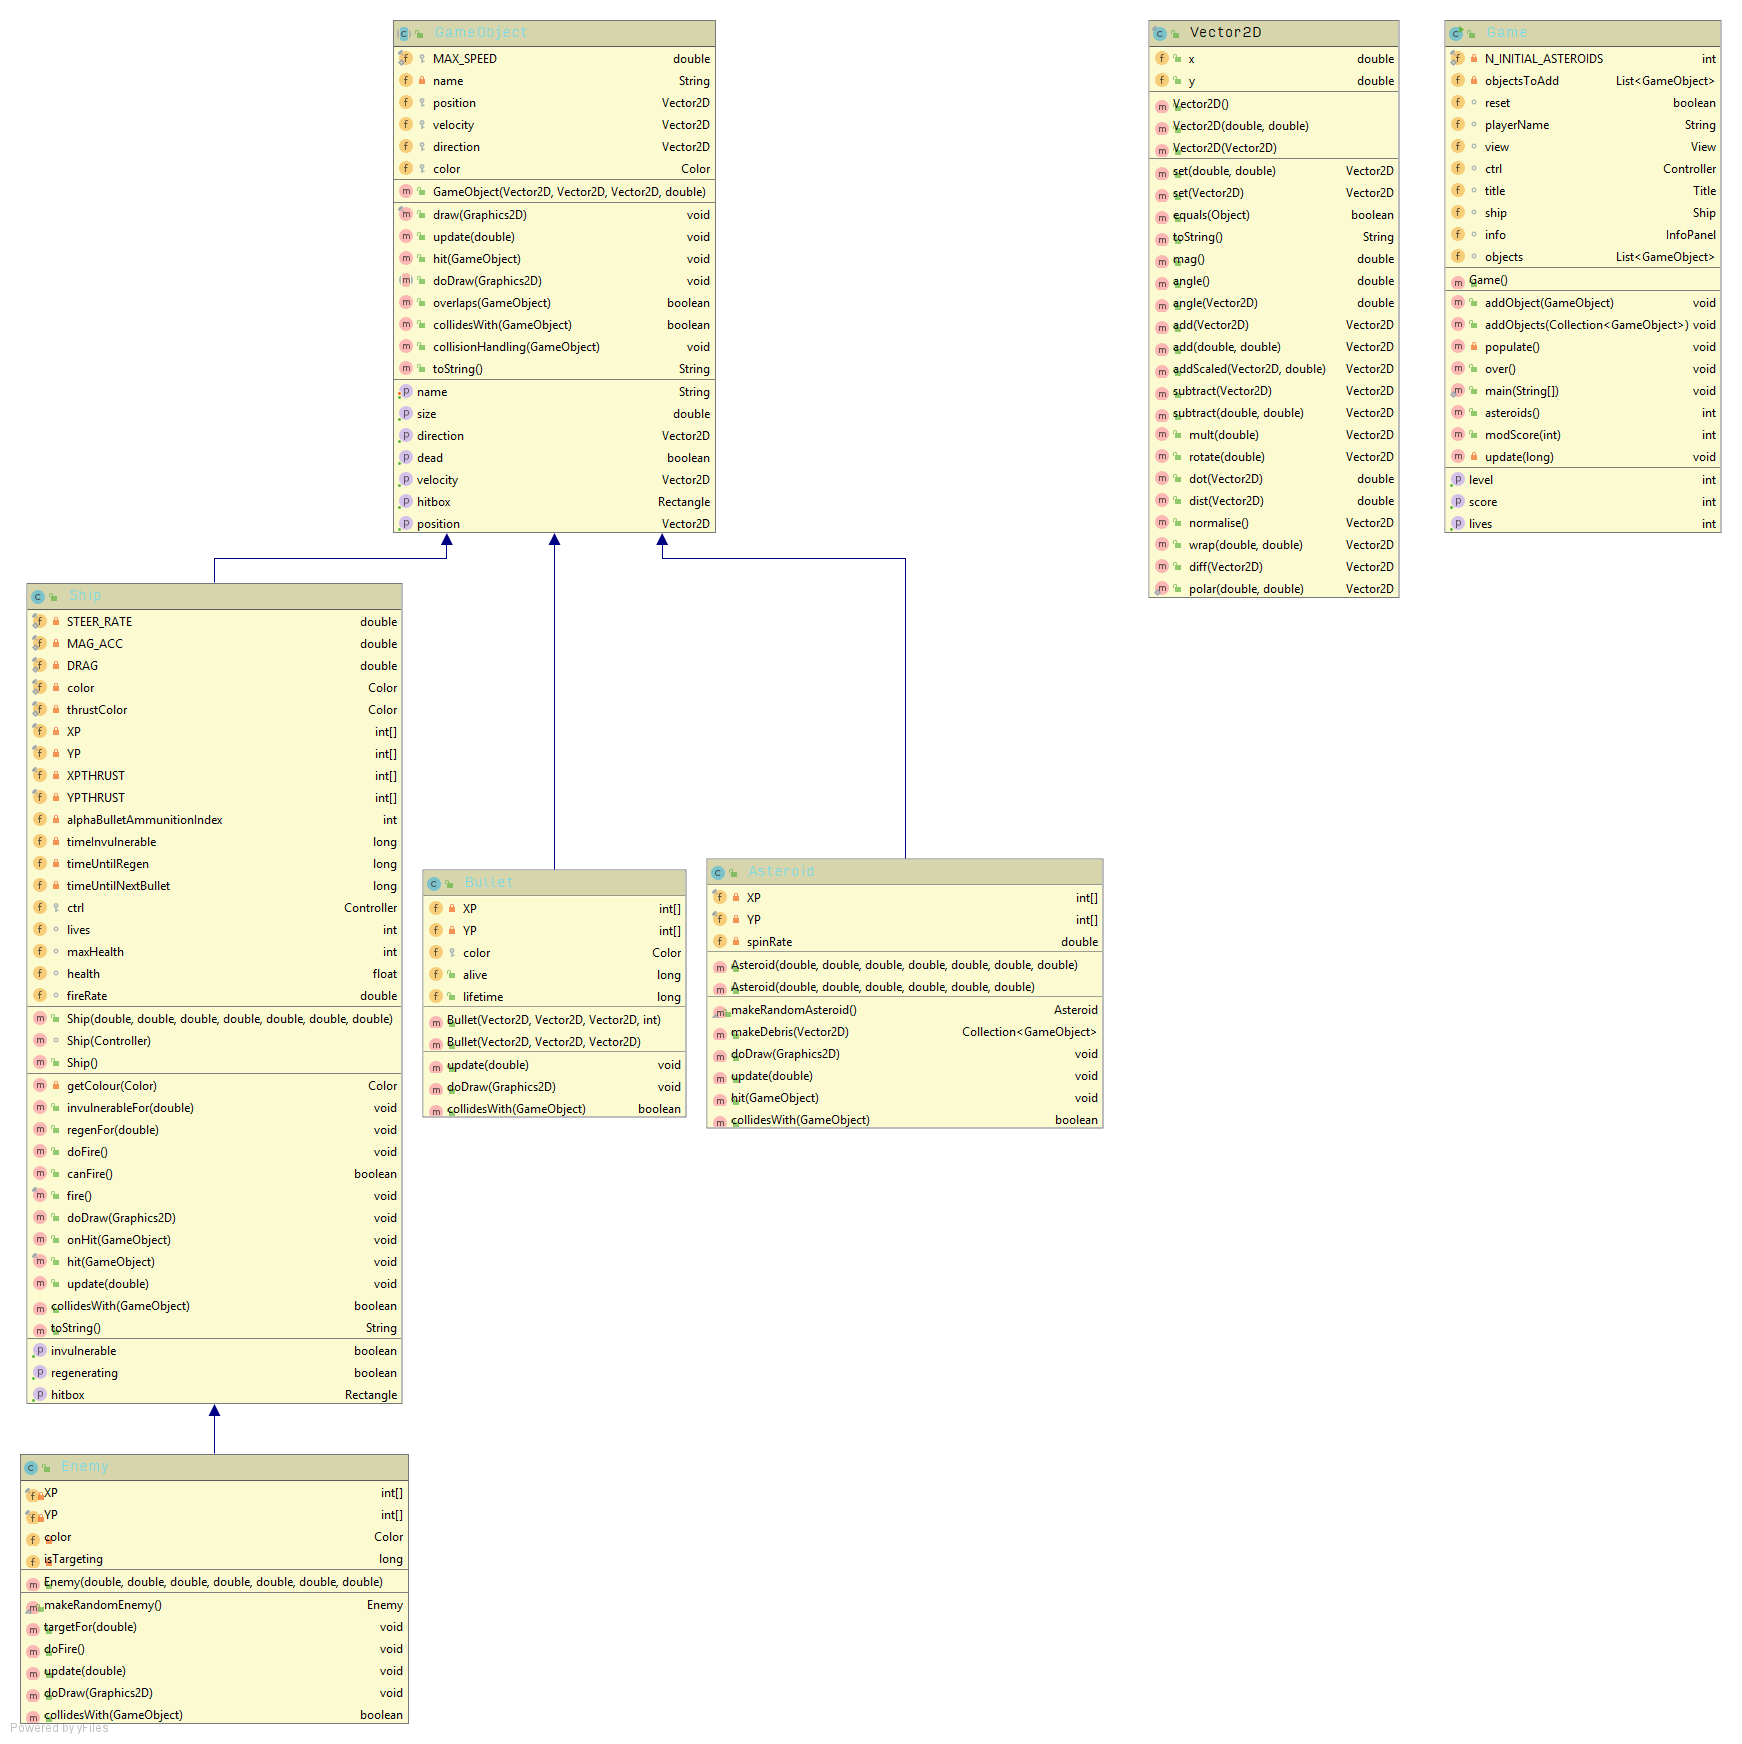 GameObject
MAX_SPEED double
name String
position Vector2D
velocity Vector2D
direction Vector2D
color Color
GameObject(Vector2D, Vector2D, Vector2D, double)
draw(Graphics2D) void
update(double) void
hit(GameObject) void
doDraw(Graphics2D) void
overlaps(GameObject) boolean
collidesWith(GameObject) boolean
collisionHandling(GameObject) void
toString() String
name String
size double
direction Vector2D
dead boolean
velocity Vector2D
hitbox Rectangle
position Vector2D
Vector2D
x double
y double
Vector2D()
Vector2D(double, double)
Vector2D(Vector2D)
set(double, double) Vector2D
set(Vector2D) Vector2D
equals(Object) boolean
toString() String
mag() double
angle() double
angle(Vector2D) double
add(Vector2D) Vector2D
add(double, double) Vector2D
addScaled(Vector2D, double) Vector2D
subtract(Vector2D) Vector2D
subtract(double, double) Vector2D
mult(double) Vector2D
rotate(double) Vector2D
dot(Vector2D) double
dist(Vector2D) double
normalise() Vector2D
wrap(double, double) Vector2D
diff(Vector2D) Vector2D
polar(double, double) Vector2D
Game
N_INITIAL_ASTEROIDS int
objectsToAdd List<GameObject>
reset boolean
playerName String
view View
ctrl Controller
title Title
ship Ship
info InfoPanel
objects List<GameObject>
Game()
addObject(GameObject) void
addObjects(Collection<GameObject>) void
populate() void
over() void
main(String[]) void
asteroids() int
modScore(int) int
update(long) void
level int
score int
lives int
Ship
STEER_RATE double
MAG_ACC double
DRAG double
color Color
thrustColor Color
XP int[]
YP int[]
XPTHRUST int[]
YPTHRUST int[]
alphaBulletAmmunitionIndex int
timeInvulnerable long
timeUntilRegen long
timeUntilNextBullet long
ctrl Controller
lives int
maxHealth int
health float
fireRate double
Ship(double, double, double, double, double, double, double)
Ship(Controller)
Ship()
getColour(Color) Color
invulnerableFor(double) void
regenFor(double) void
doFire() void
canFire() boolean
fire() void
doDraw(Graphics2D) void
onHit(GameObject) void
hit(GameObject) void
update(double) void
collidesWith(GameObject) boolean
toString() String
invulnerable boolean
regenerating boolean
hitbox Rectangle
Bullet
XP int[]
YP int[]
color Color
alive long
lifetime long
Bullet(Vector2D, Vector2D, Vector2D, int)
Bullet(Vector2D, Vector2D, Vector2D)
update(double) void
doDraw(Graphics2D) void
collidesWith(GameObject) boolean
Asteroid
XP int[]
YP int[]
spinRate double
Asteroid(double, double, double, double, double, double, double)
Asteroid(double, double, double, double, double, double)
makeRandomAsteroid() Asteroid
makeDebris(Vector2D) Collection<GameObject>
doDraw(Graphics2D) void
update(double) void
hit(GameObject) void
collidesWith(GameObject) boolean
Enemy
XP int[]
YP int[]
color Color
isTargeting long
Enemy(double, double, double, double, double, double, double)
makeRandomEnemy() Enemy
targetFor(double) void
doFire() void
update(double) void
doDraw(Graphics2D) void
collidesWith(GameObject) boolean
Powered by yFiles